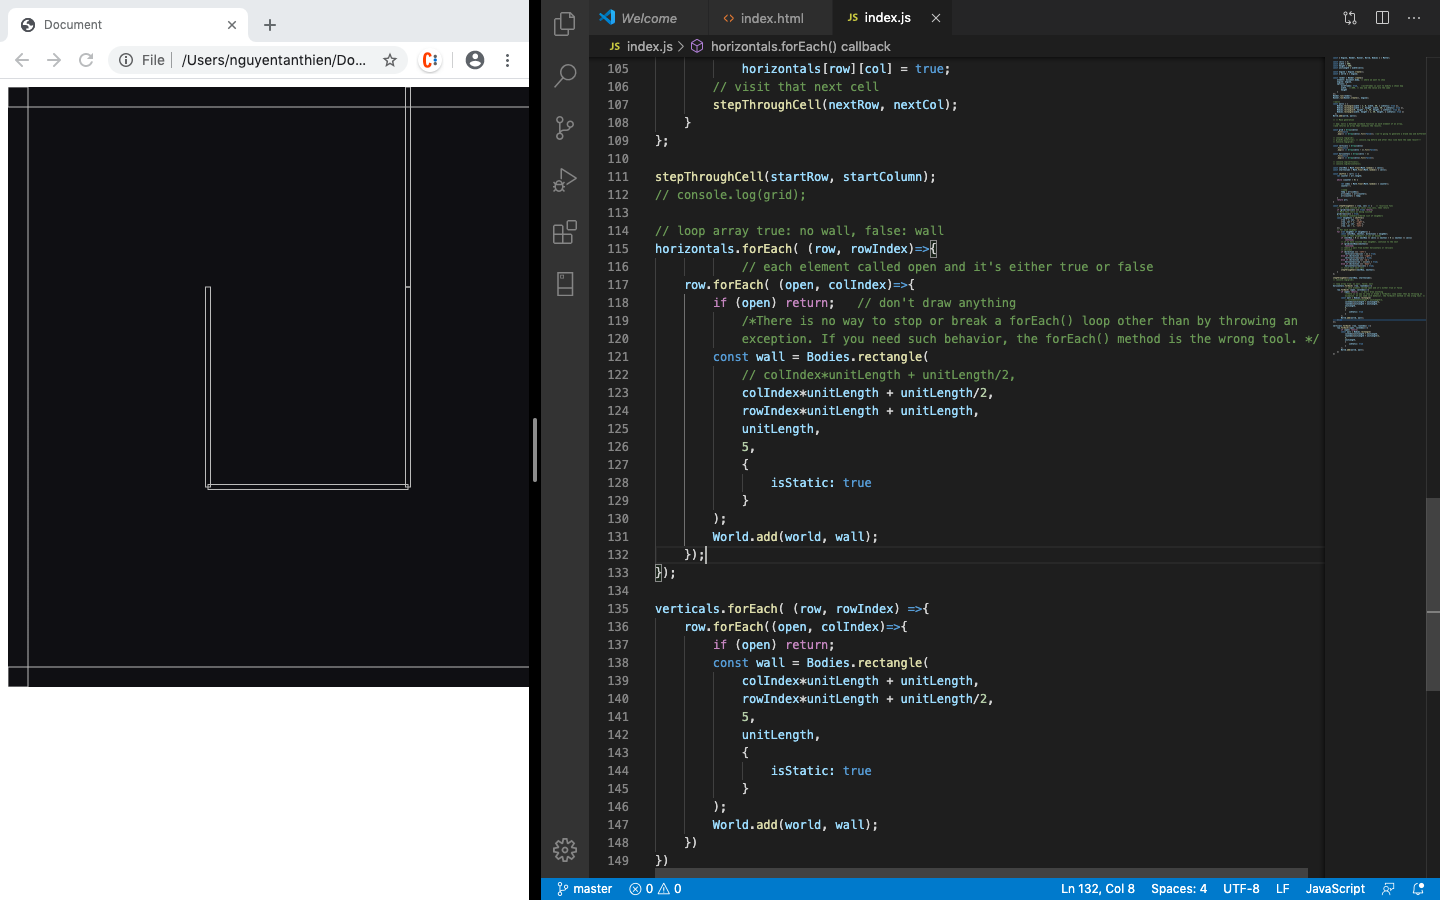 Document
File
/Users/nguyentanthien/Do...
Welcome
index.html
JS index.js
JS index.js > horizontals.forEach() callback
105 horizontals[row][col] = true;
106 // visit that next cell
107 stepThroughCell(nextRow, nextCol);
108 }
109 };
110
111 stepThroughCell(startRow, startColumn);
112 // console.log(grid);
113
114 // loop array true: no wall, false: wall
115 horizontals.forEach( (row, rowIndex)=>{
116 // each element called open and it's either true or false
117 row.forEach( (open, colIndex)=>{
118 if (open) return; // don't draw anything
119 /*There is no way to stop or break a forEach() loop other than by throwing an
120 exception. If you need such behavior, the forEach() method is the wrong tool. */
121 const wall = Bodies.rectangle(
122 // colIndex*unitLength + unitLength/2,
123 colIndex*unitLength + unitLength/2,
124 rowIndex*unitLength + unitLength,
125 unitLength,
126 5,
127 {
128 isStatic: true
129 }
130 );
131 World.add(world, wall);
132 });
133 });
134
135 verticals.forEach( (row, rowIndex) =>{
136 row.forEach((open, colIndex)=>{
137 if (open) return;
138 const wall = Bodies.rectangle(
139 colIndex*unitLength + unitLength,
140 rowIndex*unitLength + unitLength/2,
141 5,
142 unitLength,
143 {
144 isStatic: true
145 }
146 );
147 World.add(world, wall);
148 })
149 })
master 0 0 Ln 132, Col 8 Spaces: 4 UTF-8 LF JavaScript